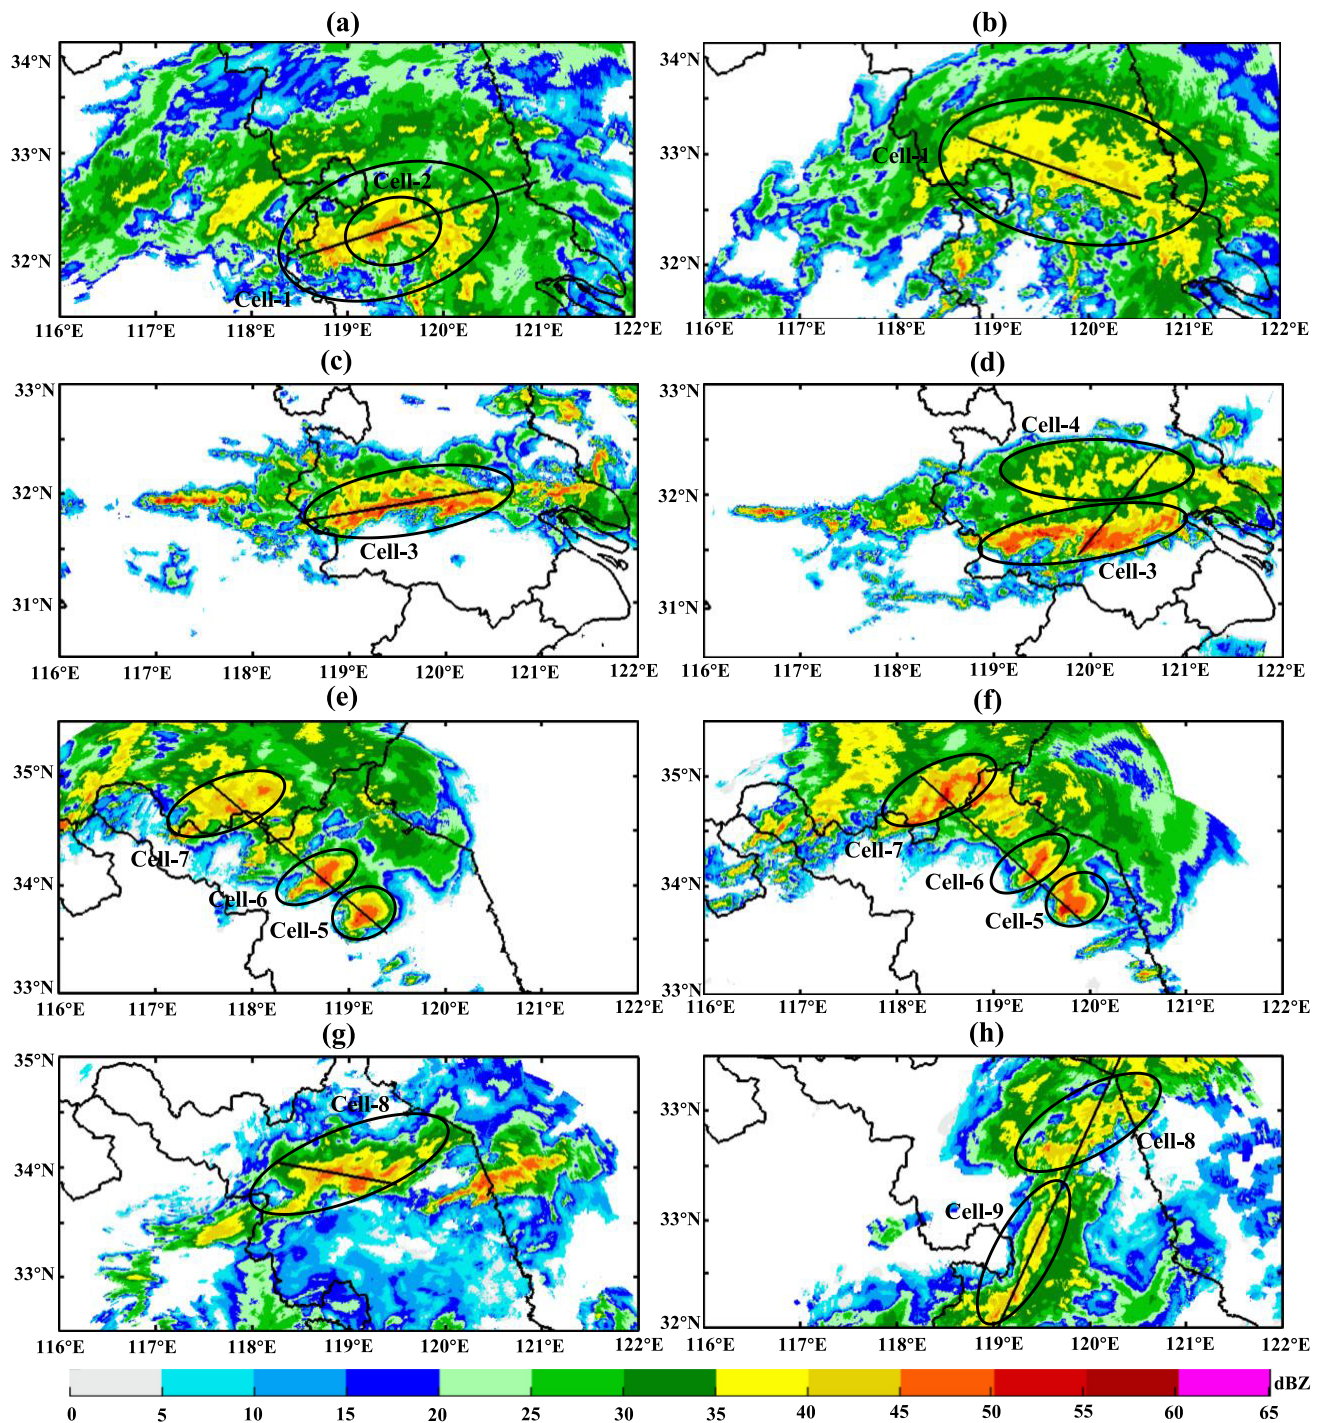 (a) (b)
34°N 34°N
33°N 33°N
Cell-2 Cell-1
32°N 32°N
Cell-1
116°E 117°E 118°E 119°E 120°E 121°E 122°E 116°E 117°E 118°E 119°E 120°E 121°E 122°E
(c) (d)
33°N 33°N
Cell-4
32°N 32°N
Cell-3 Cell-3
31°N 31°N
116°E 117°E 118°E 119°E 120°E 121°E 122°E 116°E 117°E 118°E 119°E 120°E 121°E 122°E
(e) (f)
35°N 35°N
Cell-7 Cell-7
34°N 34°N
Cell-6 Cell-6
Cell-5 Cell-5
33°N 33°N
116°E 117°E 118°E 119°E 120°E 121°E 122°E 116°E 117°E 118°E 119°E 120°E 121°E 122°E
(g) (h)
35°N
Cell-8 33°N
Cell-8
34°N
Cell-9
33°N
33°N
32°N
116°E 117°E 118°E 119°E 120°E 121°E 122°E 116°E 117°E 118°E 119°E 120°E 121°E 122°E
dBZ
0 5 10 15 20 25 30 35 40 45 50 55 60 65